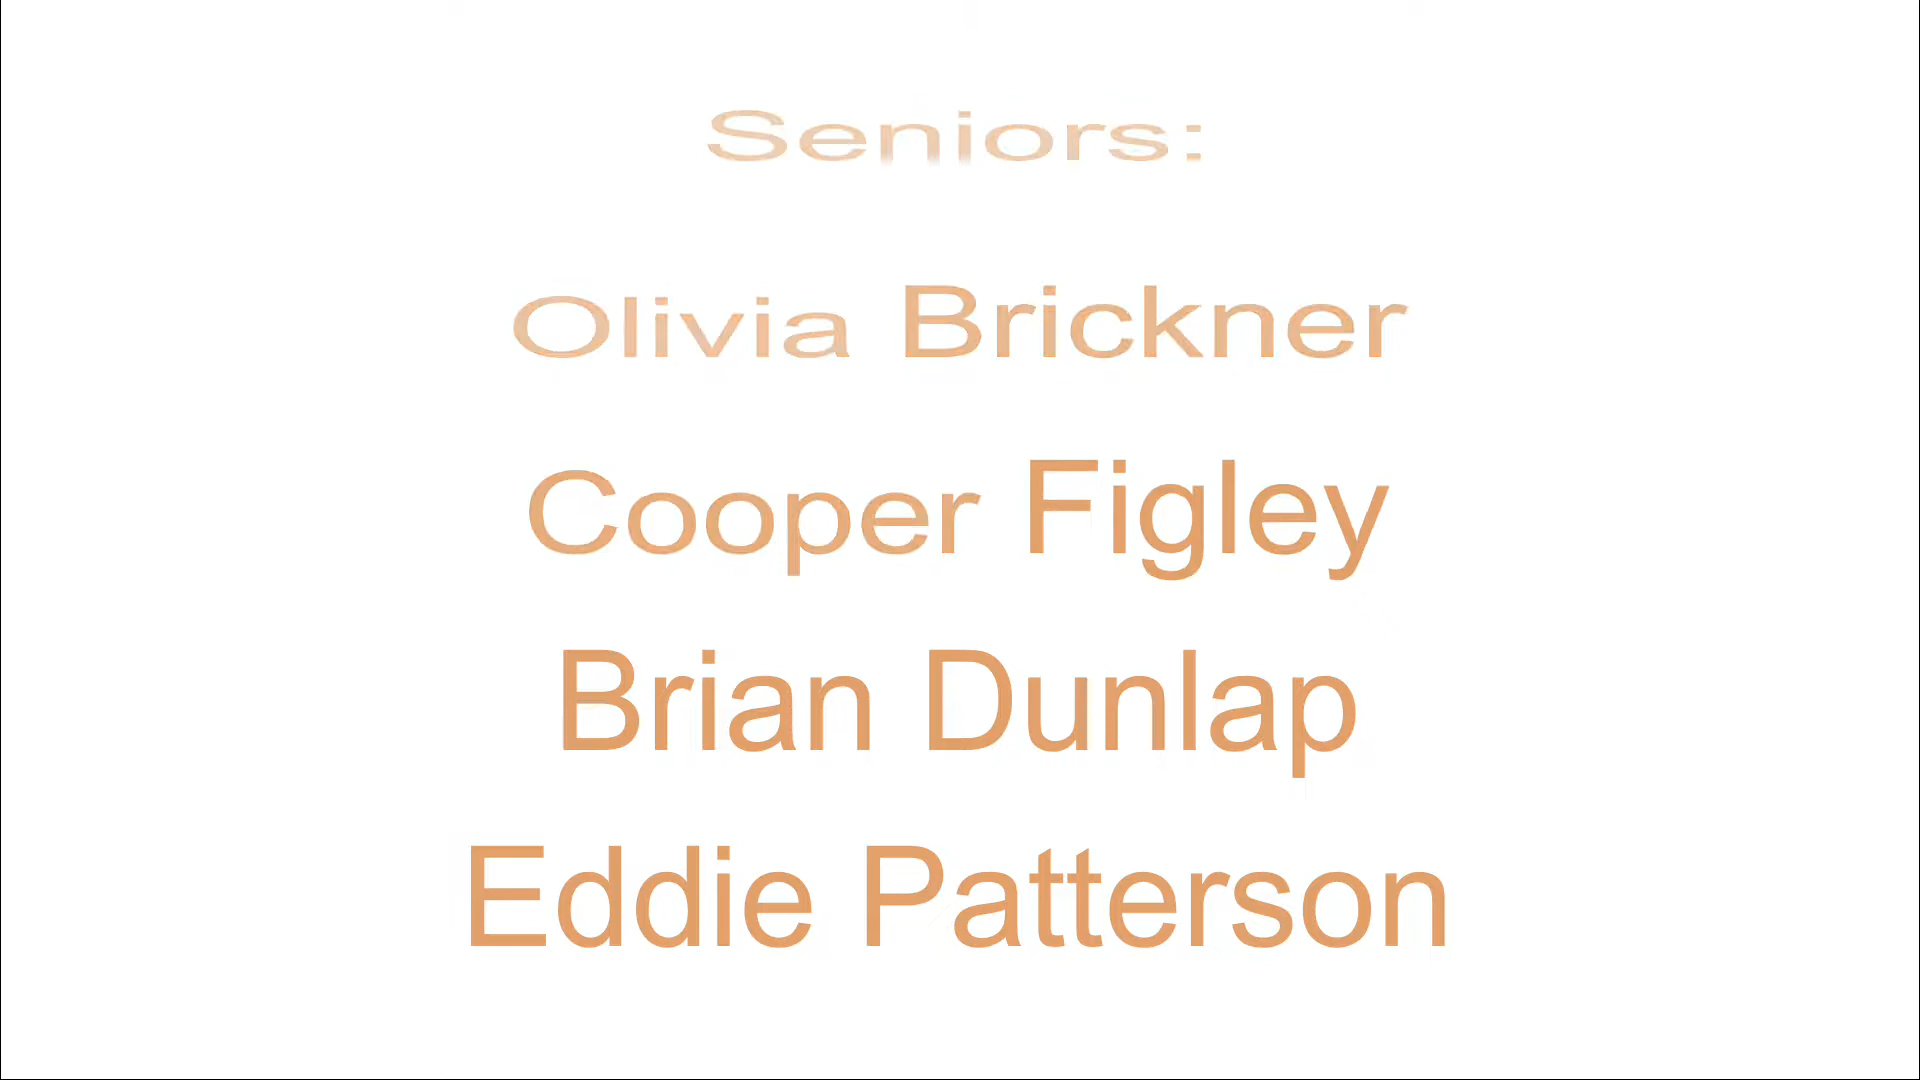 Seniors:
Olivia Brickner
Cooper Figley
Brian Dunlap
Eddie Patterson